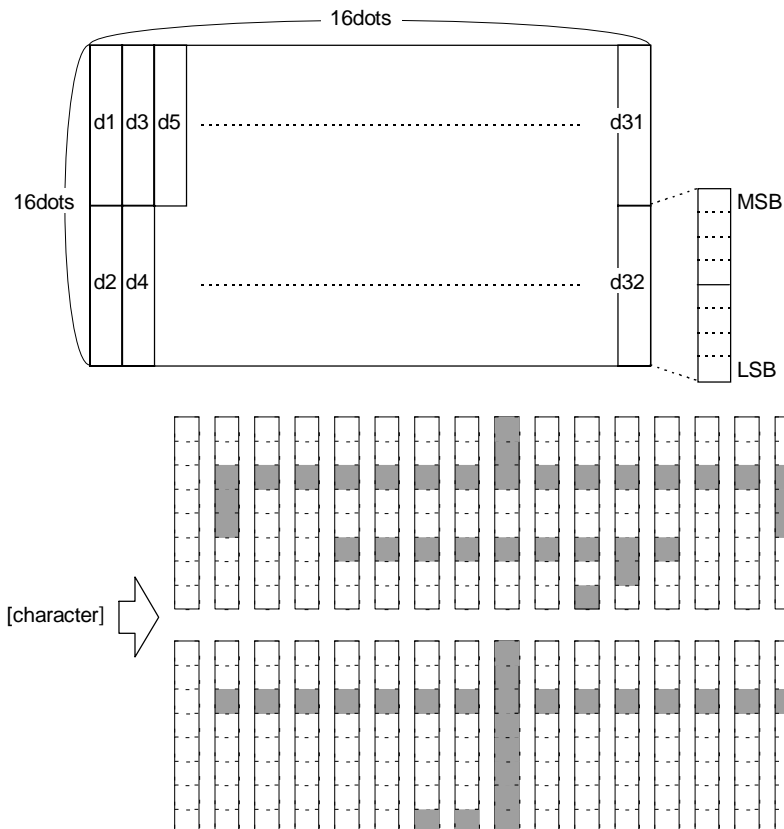 16dots
d1 d3 d5 d31
16dots
MSB
d2 d4 d32
LSB
[character]